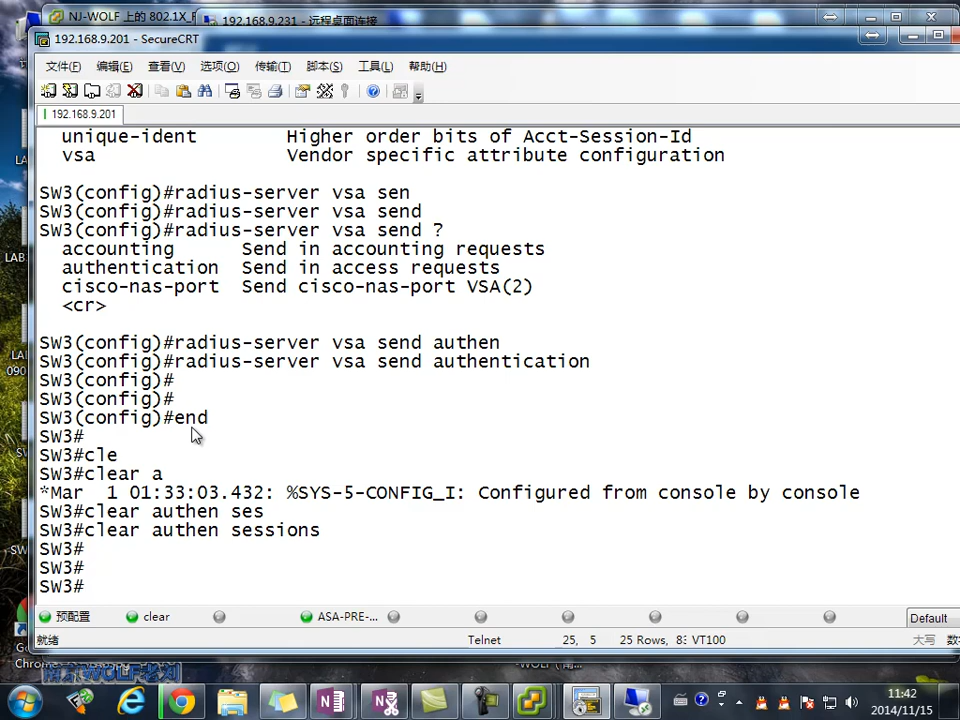 NJ-WOLF 上的 802.1X_F
192.168.9.231 - 远程桌面连接
192.168.9.201 - SecureCRT
文件(F) 编辑(E) 查看(V) 选项(O) 传输(T) 脚本(S) 工具(L) 帮助(H)
192.168.9.201
unique-ident Higher order bits of Acct-Session-Id
vsa Vendor specific attribute configuration
SW3(config)#radius-server vsa sen
SW3(config)#radius-server vsa send
SW3(config)#radius-server vsa send ?
accounting Send in accounting requests
authentication Send in access requests
cisco-nas-port Send cisco-nas-port VSA(2)
<cr>
SW3(config)#radius-server vsa send authen
SW3(config)#radius-server vsa send authentication
SW3(config)#
SW3(config)#
SW3(config)#end
SW3#
SW3#cle
SW3#clear a
*Mar  1 01:33:03.432: %SYS-5-CONFIG_I: Configured from console by console
SW3#clear authen ses
SW3#clear authen sessions
SW3#
SW3#
SW3#
预配置 clear ASA-PRE-... Default
就绪 Telnet 25, 5 25 Rows, 8 VT100 大写 数
Chrome
11:42
2014/11/15